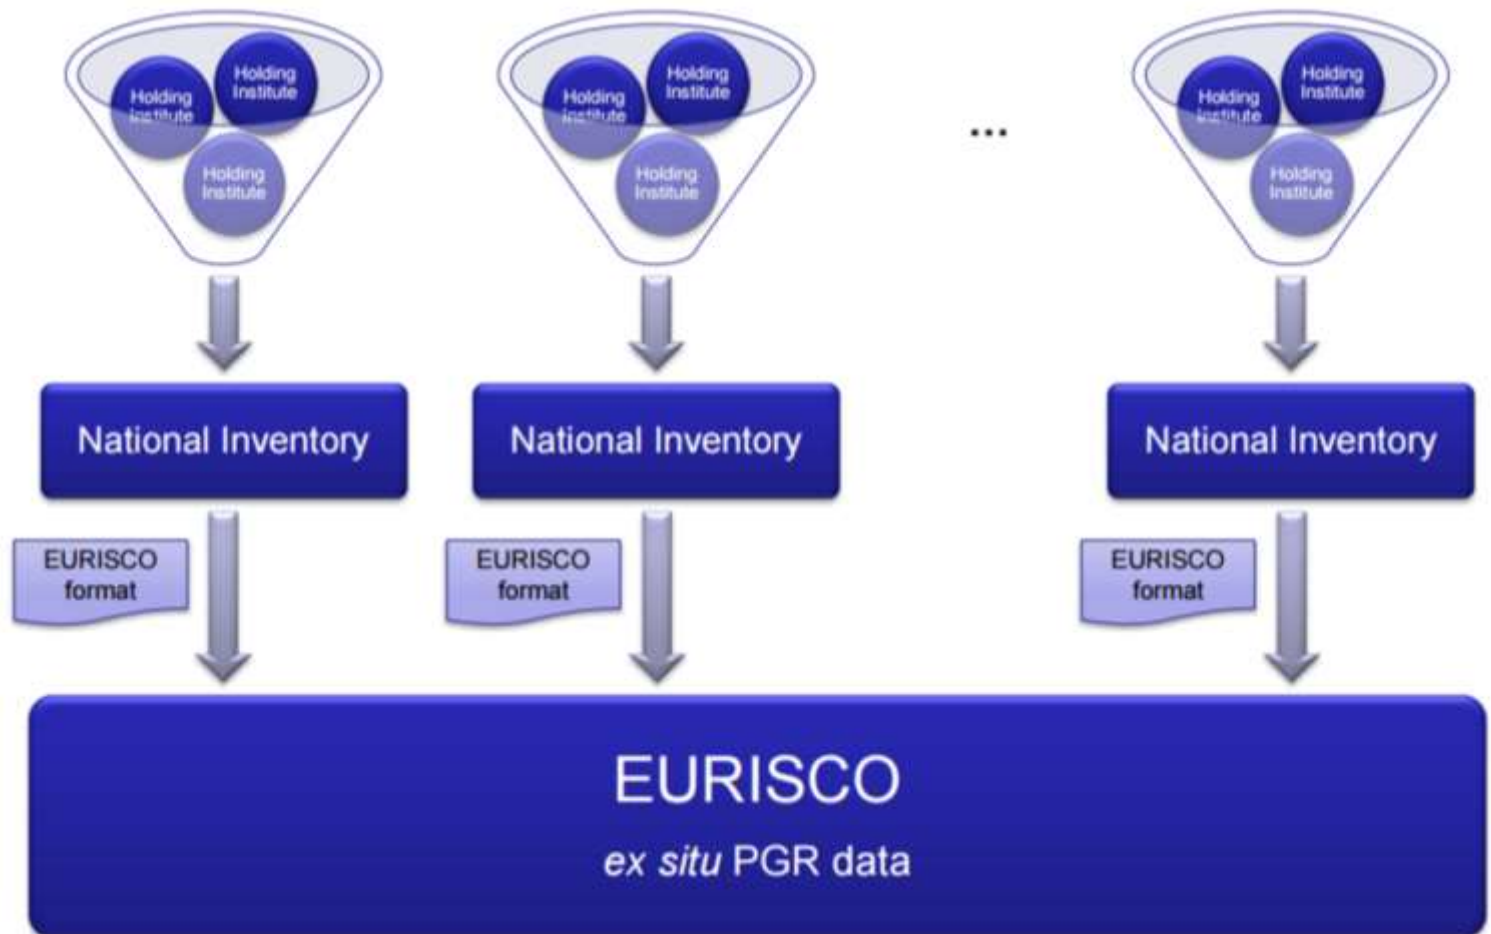 Holding
Institute
Holding
Institute
Holding
Institute
Holding
Institute
Holding
Institute
Holding
Institute
...
Holding
Institute
Holding
Institute
Holding
Institute
National Inventory
National Inventory
National Inventory
EURISCO
format
EURISCO
format
EURISCO
format
EURISCO
ex situ PGR data